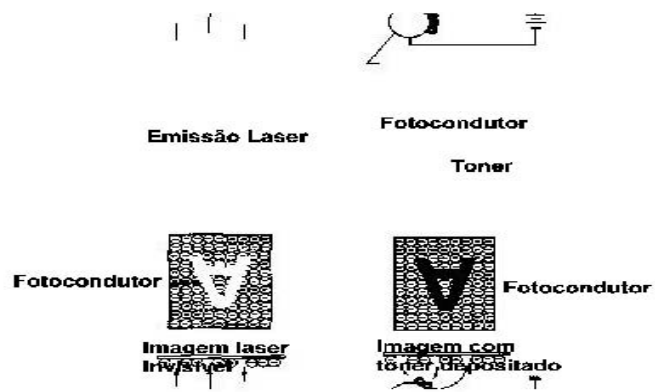 Emissão Laser
Fotocondutor
Toner
Fotocondutor
A
A
Fotocondutor
Imagem laser
Invisível
Imagem com
toner depositado